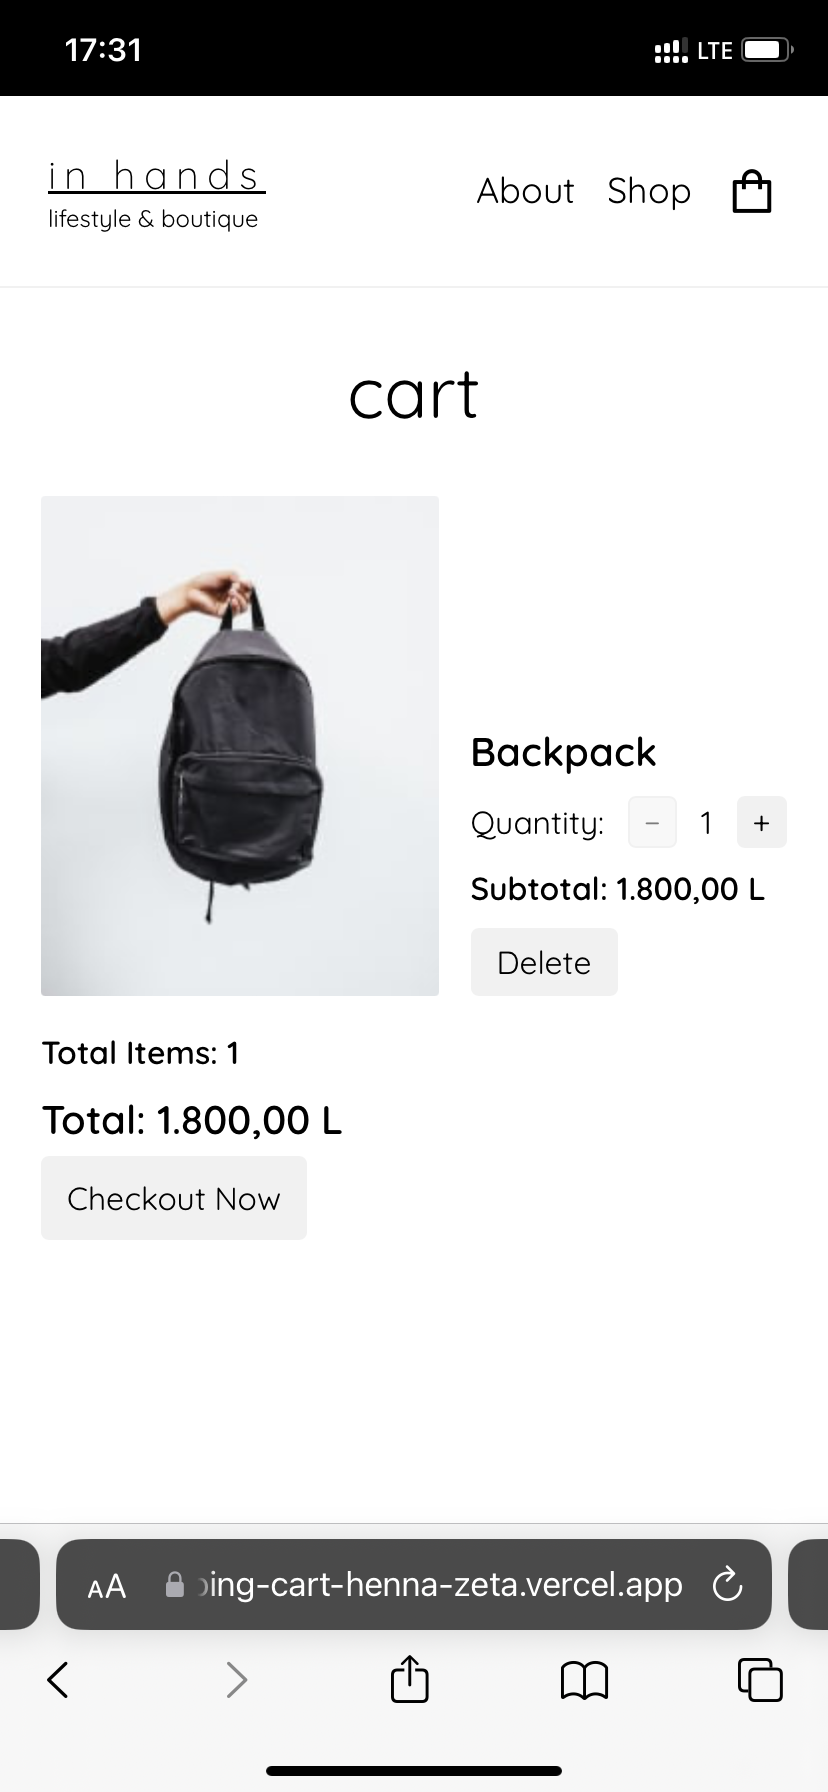 17:31 LTE
in hands
lifestyle & boutique
About Shop
cart
Backpack
Quantity: − 1 +
Subtotal: 1.800,00 L
Delete
Total Items: 1
Total: 1.800,00 L
Checkout Now
AA ing-cart-henna-zeta.vercel.app